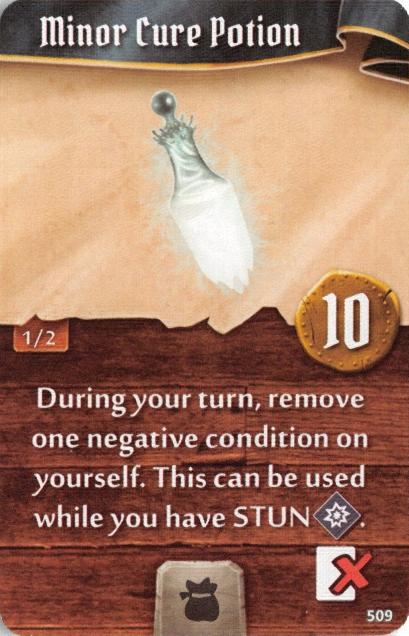 Minor Cure Potion
10
1/2
During your turn, remove
one negative condition on
yourself. This can be used
while you have STUN .
509